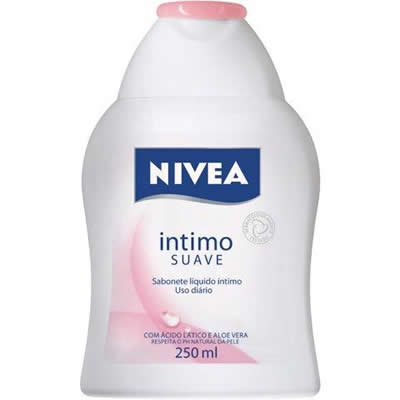 NIVEA
intimo
SUAVE
Sabonete líquido íntimo
Uso diário
COM ÁCIDO LÁTICO E ALOE VERA
RESPEITA O PH NATURAL DA PELE
250 ml